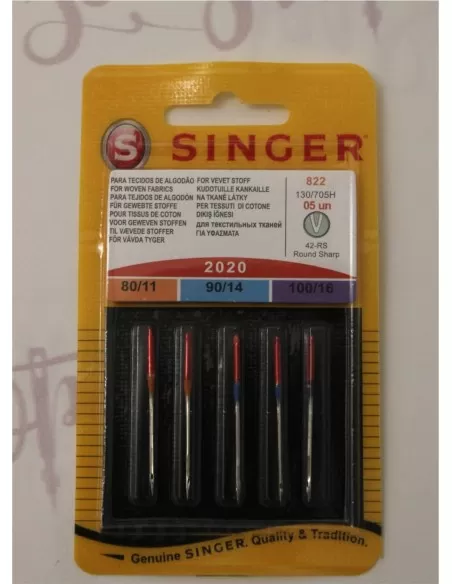 S SINGER®
PARA TECIDOS DE ALGODÃO
FOR WOVEN FABRICS
PARA TEJIDOS DE ALGODÓN
FÜR GEWEBTE STOFFE
POUR TISSUS DE COTON
VOOR GEWEVEN STOFFEN
TIL VÆVEDE STOFFER
FÖR VÄVDA TYGER
FOR VEVET STOFF
KUDOTUILLE KANKAILLE
NA TKANÉ LÁTKY
PER TESSUTI DI COTONE
DIKIŞ İĞNESI
для текстильных тканей
ΓΙΑ ΥΦΑΣΜΑΤΑ
822
130/705H
05 un
42-RS
Round Sharp
2020
80/11 90/14 100/16
Genuine SINGER. Quality & Tradition.